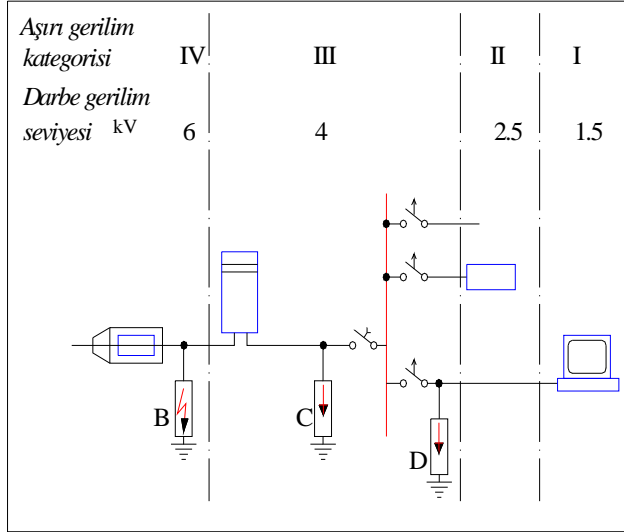 Aşırı gerilim
kategorisi IV III II I
Darbe gerilim
seviyesi kV 6 4 2.5 1.5
B C D